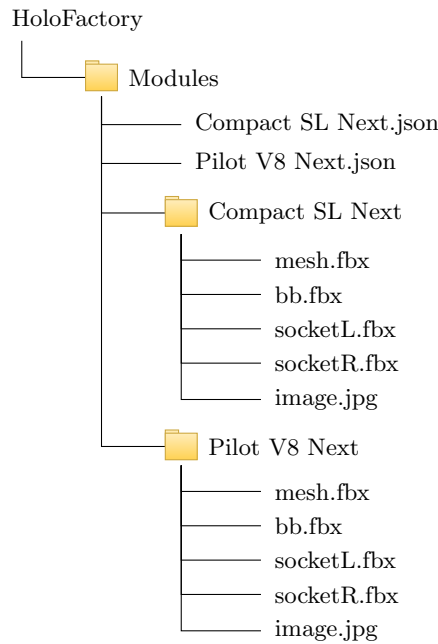 HoloFactory
Modules
Compact SL Next.json
Pilot V8 Next.json
Compact SL Next
mesh.fbx
bb.fbx
socketL.fbx
socketR.fbx
image.jpg
Pilot V8 Next
mesh.fbx
bb.fbx
socketL.fbx
socketR.fbx
image.jpg